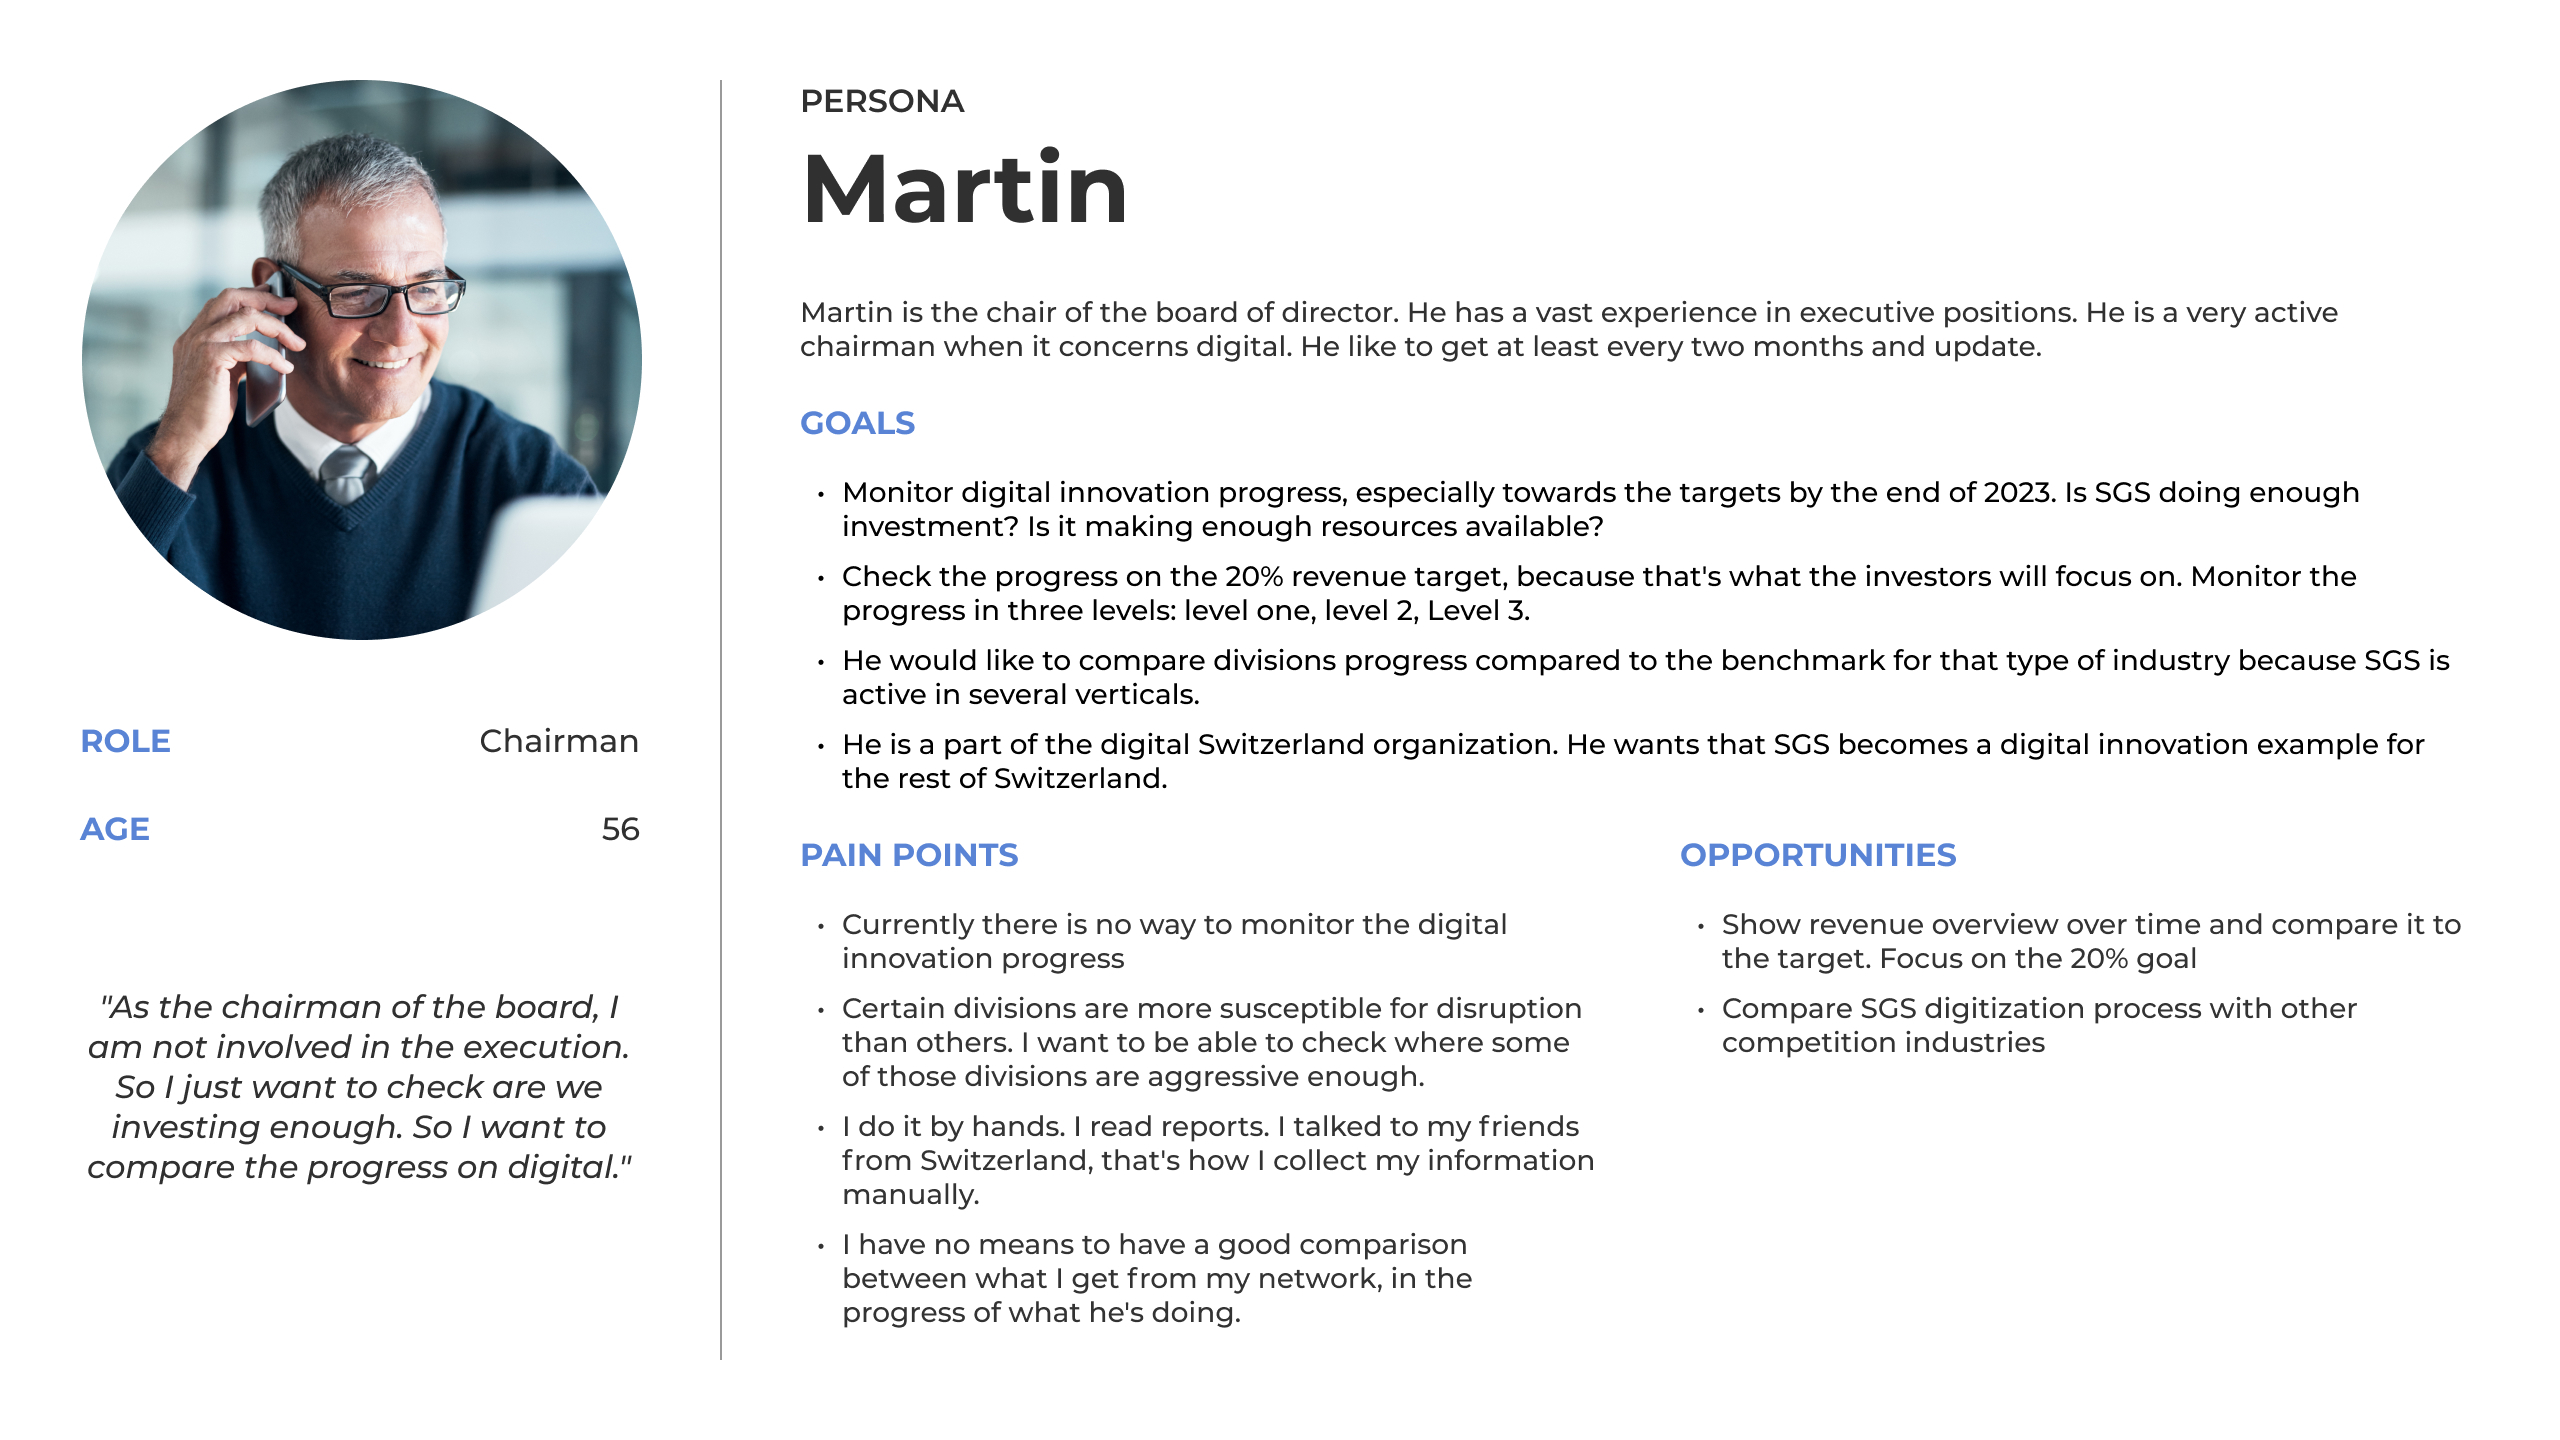 PERSONA
Martin
Martin is the chair of the board of director. He has a vast experience in executive positions. He is a very active
chairman when it concerns digital. He like to get at least every two months and update.
GOALS
• Monitor digital innovation progress, especially towards the targets by the end of 2023. Is SGS doing enough
investment? Is it making enough resources available?
• Check the progress on the 20% revenue target, because that's what the investors will focus on. Monitor the
progress in three levels: level one, level 2, Level 3.
• He would like to compare divisions progress compared to the benchmark for that type of industry because SGS is
active in several verticals.
• He is a part of the digital Switzerland organization. He wants that SGS becomes a digital innovation example for
the rest of Switzerland.
ROLE Chairman
AGE 56
"As the chairman of the board, I
am not involved in the execution.
So I just want to check are we
investing enough. So I want to
compare the progress on digital."
PAIN POINTS
• Currently there is no way to monitor the digital
innovation progress
• Certain divisions are more susceptible for disruption
than others. I want to be able to check where some
of those divisions are aggressive enough.
• I do it by hands. I read reports. I talked to my friends
from Switzerland, that's how I collect my information
manually.
• I have no means to have a good comparison
between what I get from my network, in the
progress of what he's doing.
OPPORTUNITIES
• Show revenue overview over time and compare it to
the target. Focus on the 20% goal
• Compare SGS digitization process with other
competition industries